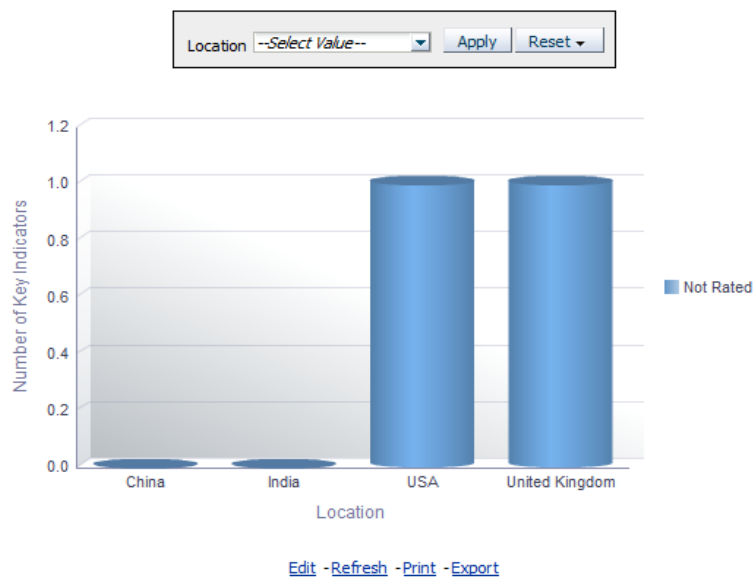 Location --Select Value-- Apply Reset
1.2
1.0
0.8
0.6
0.4
0.2
0.0
Number of Key Indicators
Not Rated
China India USA United Kingdom
Location
Edit - Refresh - Print - Export